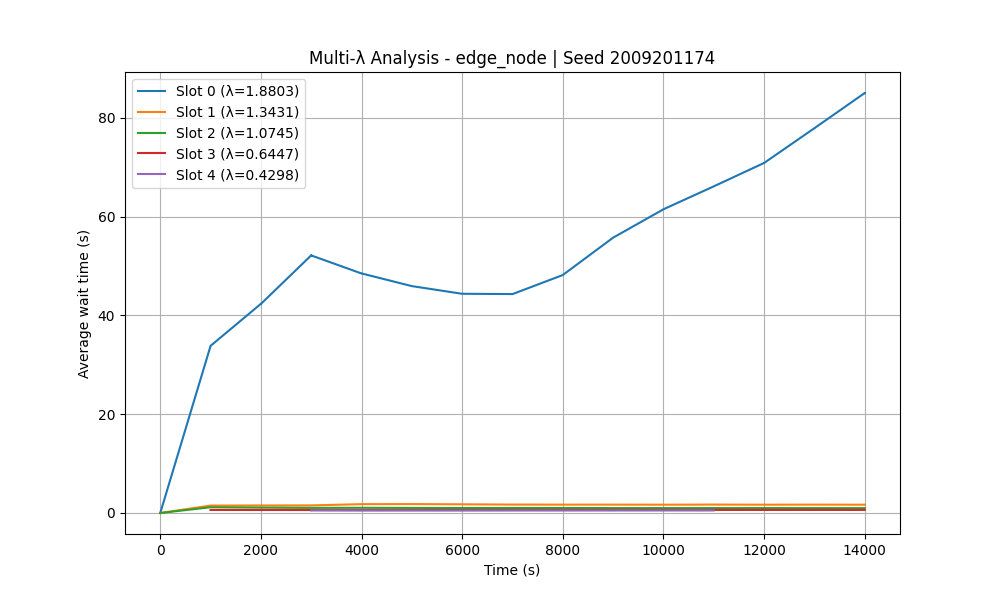 Multi-λ Analysis - edge_node | Seed 2009201174
Slot 0 (λ=1.8803)
Slot 1 (λ=1.3431)
Slot 2 (λ=1.0745)
Slot 3 (λ=0.6447)
Slot 4 (λ=0.4298)
Average wait time (s)
80
60
40
20
0
0 2000 4000 6000 8000 10000 12000 14000
Time (s)